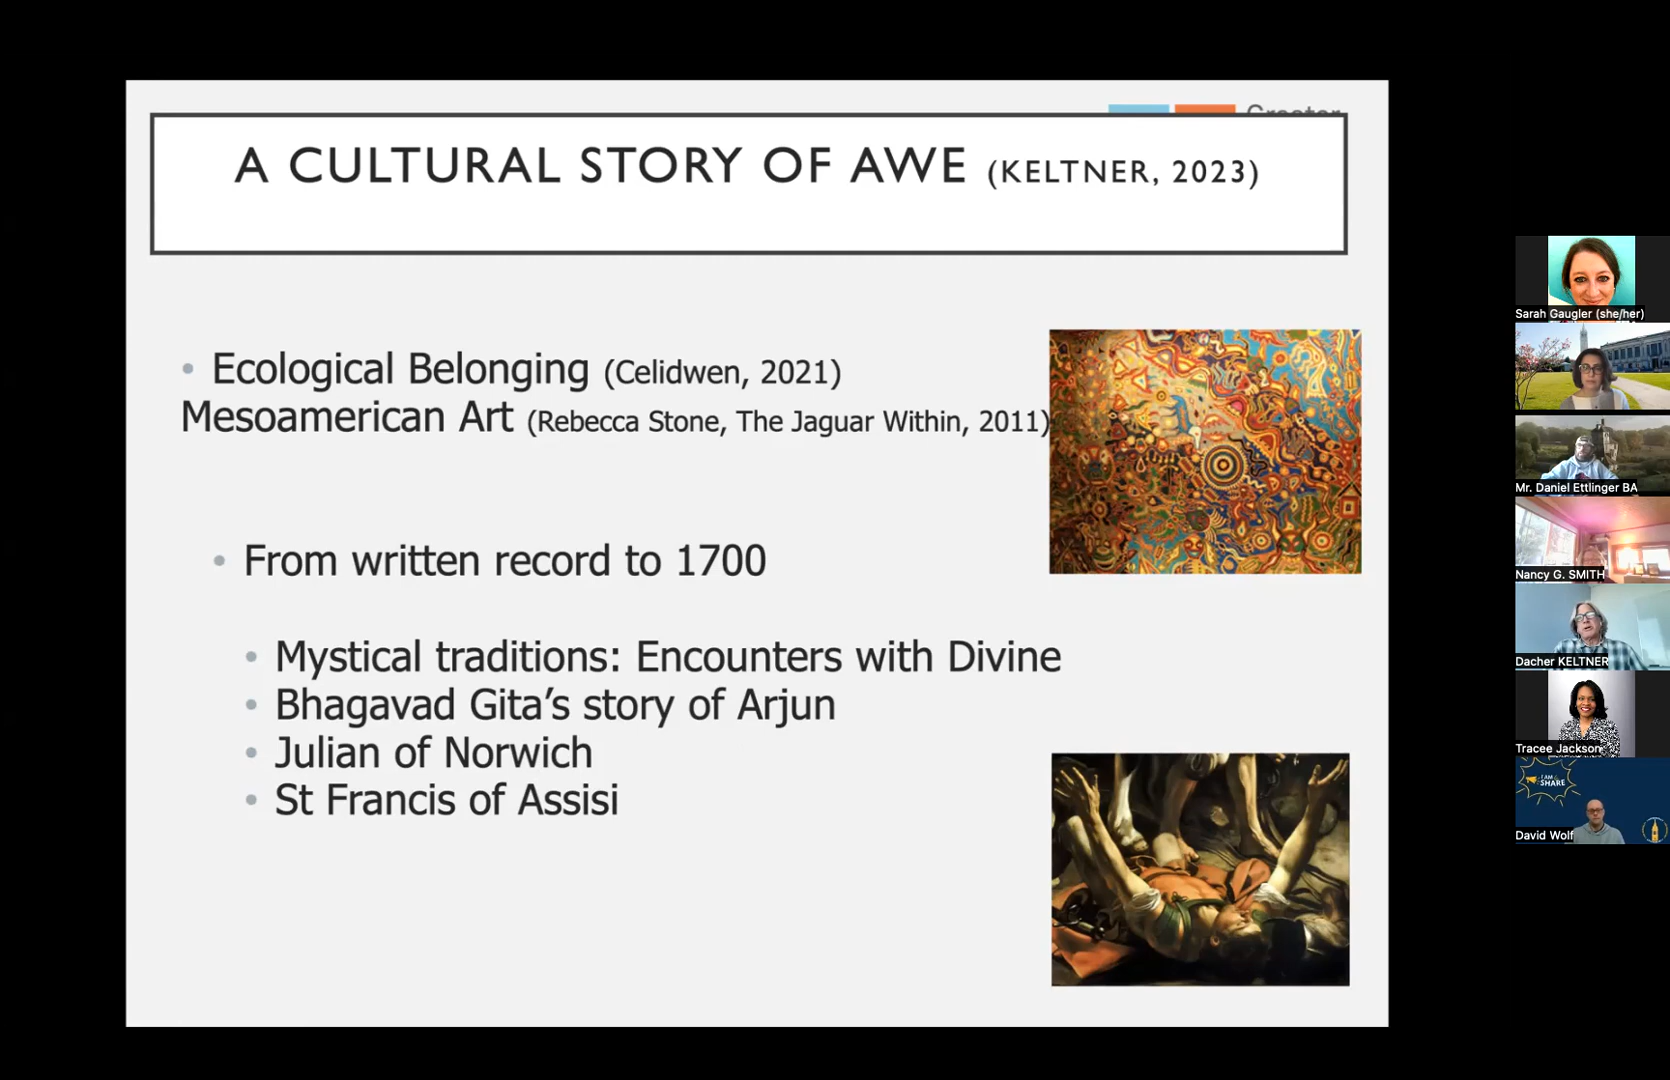 Greater
A CULTURAL STORY OF AWE (KELTNER, 2023)
• Ecological Belonging (Celidwen, 2021)
Mesoamerican Art (Rebecca Stone, The Jaguar Within, 2011)
• From written record to 1700
• Mystical traditions: Encounters with Divine
• Bhagavad Gita’s story of Arjun
• Julian of Norwich
• St Francis of Assisi
Sarah Gaugler (she/her)
Mr. Daniel Ettlinger BA
Nancy G. SMITH
Dacher KELTNER
Tracee Jackson
I AM
SHARE
David Wolf